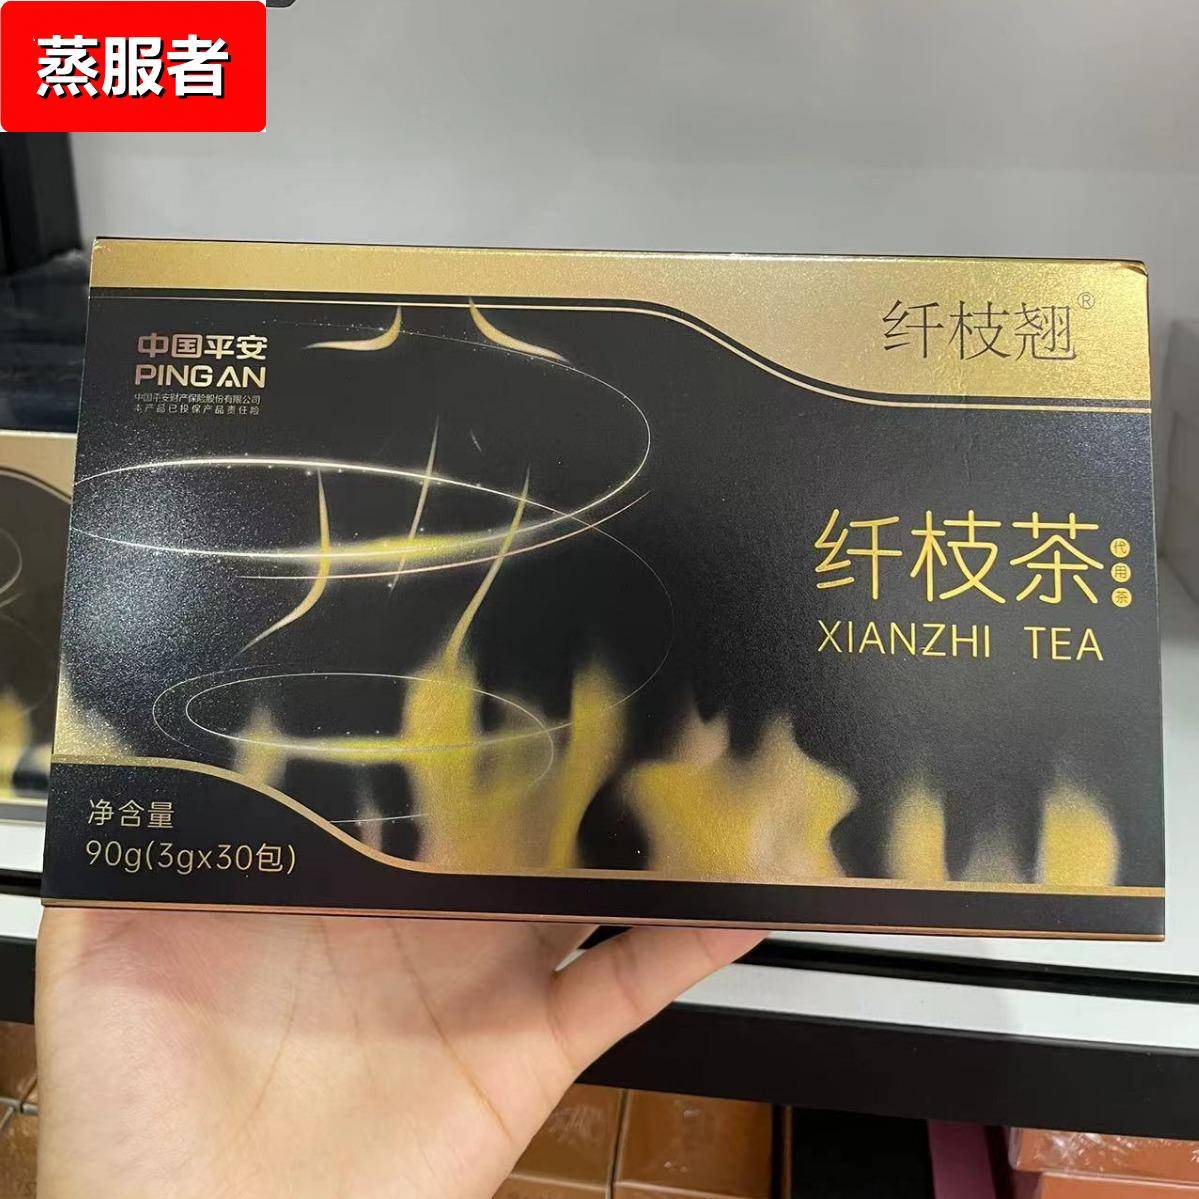 蒸服者
纤枝翘®
中国平安
PING AN
中国平安财产保险股份有限公司
本产品已投保产品责任险
纤枝茶
代用茶
XIANZHI TEA
净含量
90g(3gx30包)